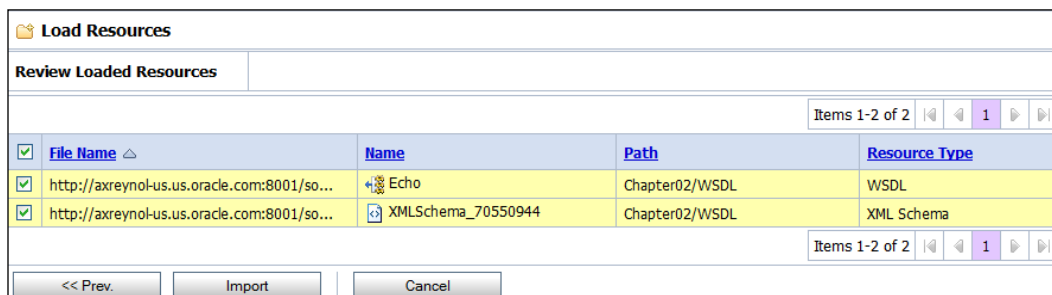 Load Resources
Review Loaded Resources
Items 1-2 of 2 1
File Name Name Path Resource Type
http://axreynol-us.us.oracle.com:8001/so... Echo Chapter02/WSDL WSDL
http://axreynol-us.us.oracle.com:8001/so... XMLSchema_70550944 Chapter02/WSDL XML Schema
Items 1-2 of 2 1
<< Prev. Import Cancel